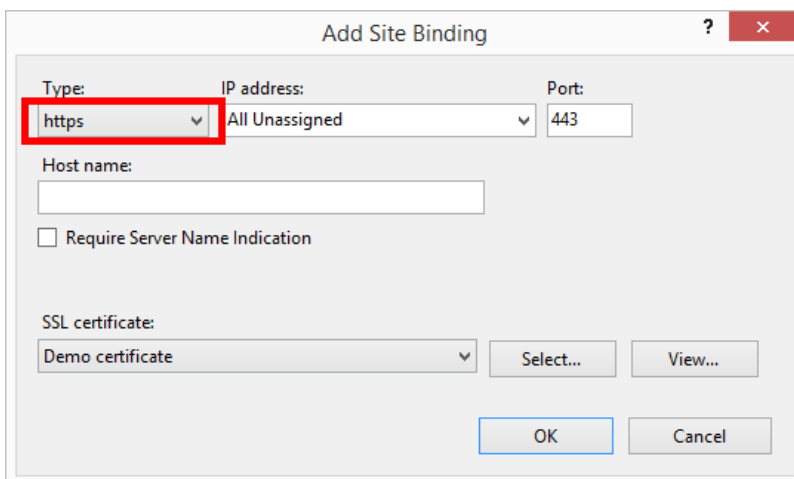 Add Site Binding
?
Type: IP address: Port:
https All Unassigned 443
Host name:
Require Server Name Indication
SSL certificate:
Demo certificate Select... View...
OK Cancel